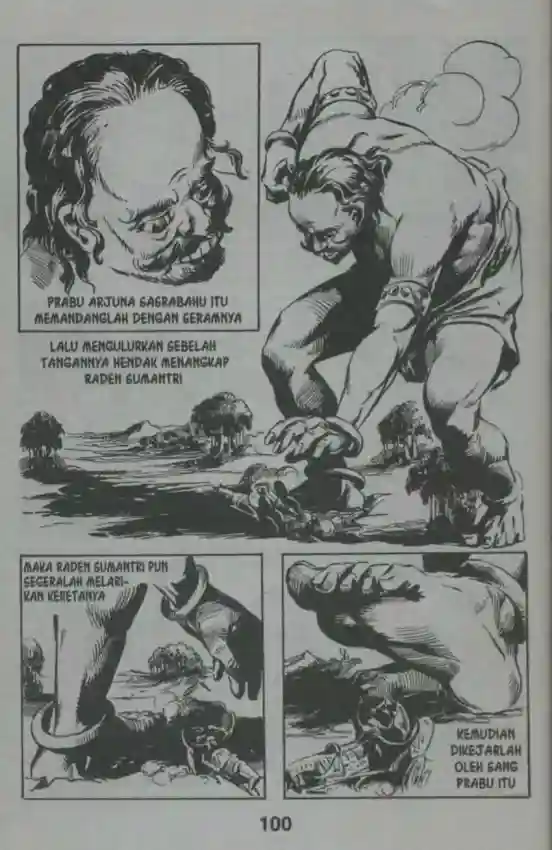 PRABU ARJUNA SASRABAHU ITU
MEMANDANGLAH DENGAN GERAMNYA
LALU MENGULURKAN SEBELAH
TANGANNYA HENDAK MENANGKAP
RADEN SUMANTRI
MAKA RADEN SUMANTRI PUN
SEGERALAH MELARI-
KAN KERETANYA
KEMUDIAN
DIKEJARLAH
OLEH SANG
PRABU ITU
100